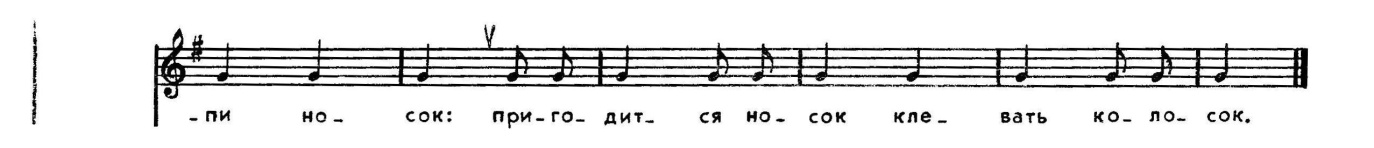 -пи но- сок: при-го- дит- ся но- сок кле- вать ко- ло- сок.